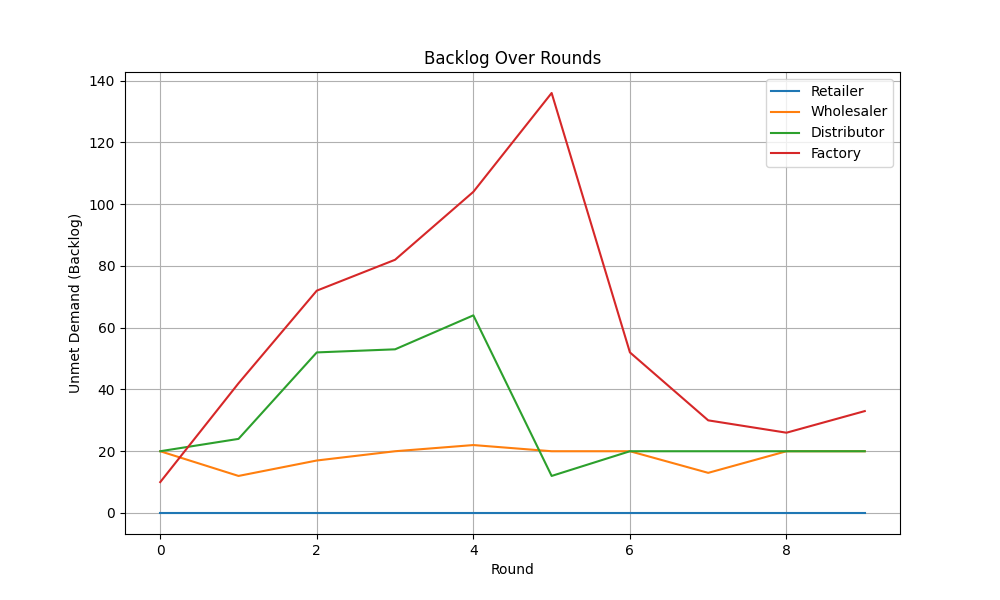 Backlog Over Rounds
Unmet Demand (Backlog)
140
120
100
80
60
40
20
0
0 2 4 6 8
Round
Retailer
Wholesaler
Distributor
Factory